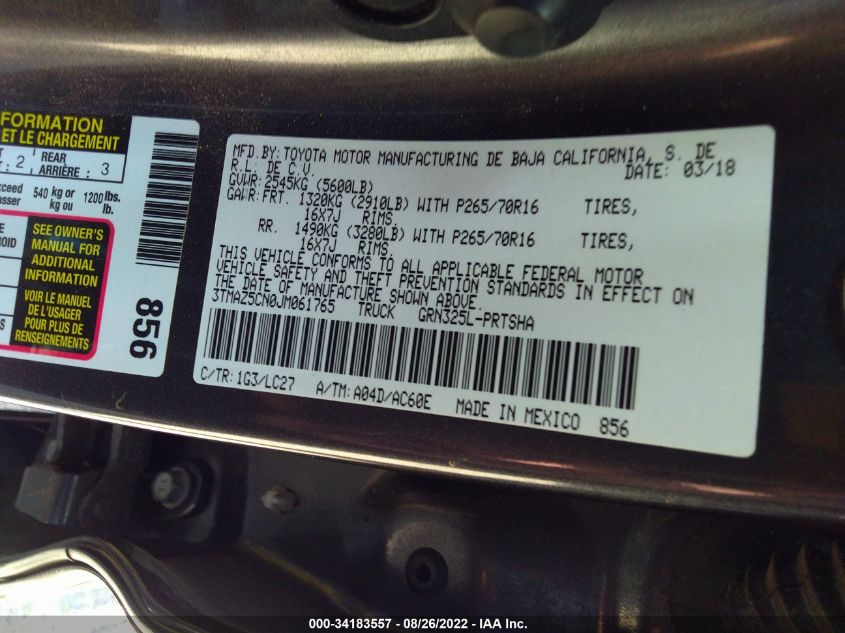 FORMATION
ET LE CHARGEMENT
: 2 REAR ARRIÈRE : 3
xceed 540 kg or 1200 lbs.
asser kg ou lb.
SEE OWNER'S
MANUAL FOR
ADDITIONAL
INFORMATION
VOIR LE MANUEL
DE L'USAGER
POUR PLUS DE
RENSEIGNEMENTS
856
MFD.BY:TOYOTA MOTOR MANUFACTURING DE BAJA CALIFORNIA, S. DE
R.L. DE C.V. DATE: 03/18
GVWR:2545KG (5600LB)
GAWR:FRT. 1320KG (2910LB) WITH P265/70R16 TIRES,
16X7J RIMS,
RR. 1490KG (3280LB) WITH P265/70R16 TIRES,
16X7J RIMS.
THIS VEHICLE CONFORMS TO ALL APPLICABLE FEDERAL MOTOR
VEHICLE SAFETY AND THEFT PREVENTION STANDARDS IN EFFECT ON
THE DATE OF MANUFACTURE SHOWN ABOVE.
3TMAZ5CN0JM061765 TRUCK GRN325L-PRTSHA
C/TR:1G3/LC27 A/TM:A04D/AC60E MADE IN MEXICO 856
000-34183557 - 08/26/2022 - IAA Inc.